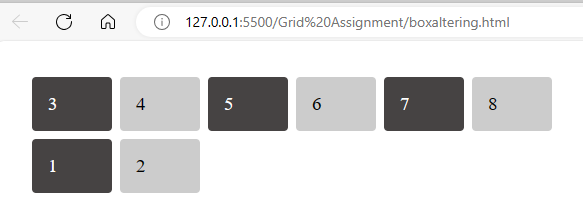 127.0.0.1:5500/Grid%20Assignment/boxaltering.html
3 4 5 6 7 8
1 2